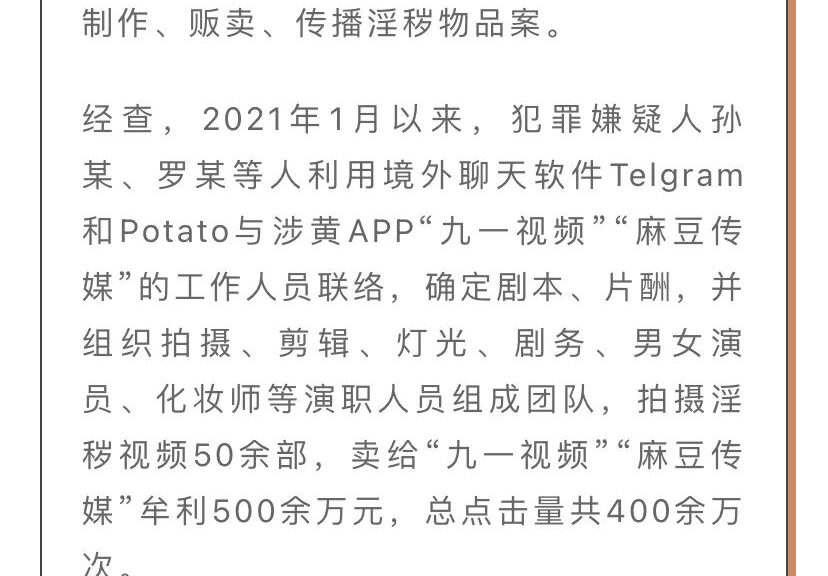 制作、贩卖、传播淫秽物品案。
经查，2021年1月以来，犯罪嫌疑人孙
某、罗某等人利用境外聊天软件Telgram
和Potato与涉黄APP“九一视频”“麻豆传
媒”的工作人员联络，确定剧本、片酬，并
组织拍摄、剪辑、灯光、剧务、男女演
员、化妆师等演职人员组成团队，拍摄淫
秽视频50余部，卖给“九一视频”“麻豆传
媒”牟利500余万元，总点击量共400余万
次。